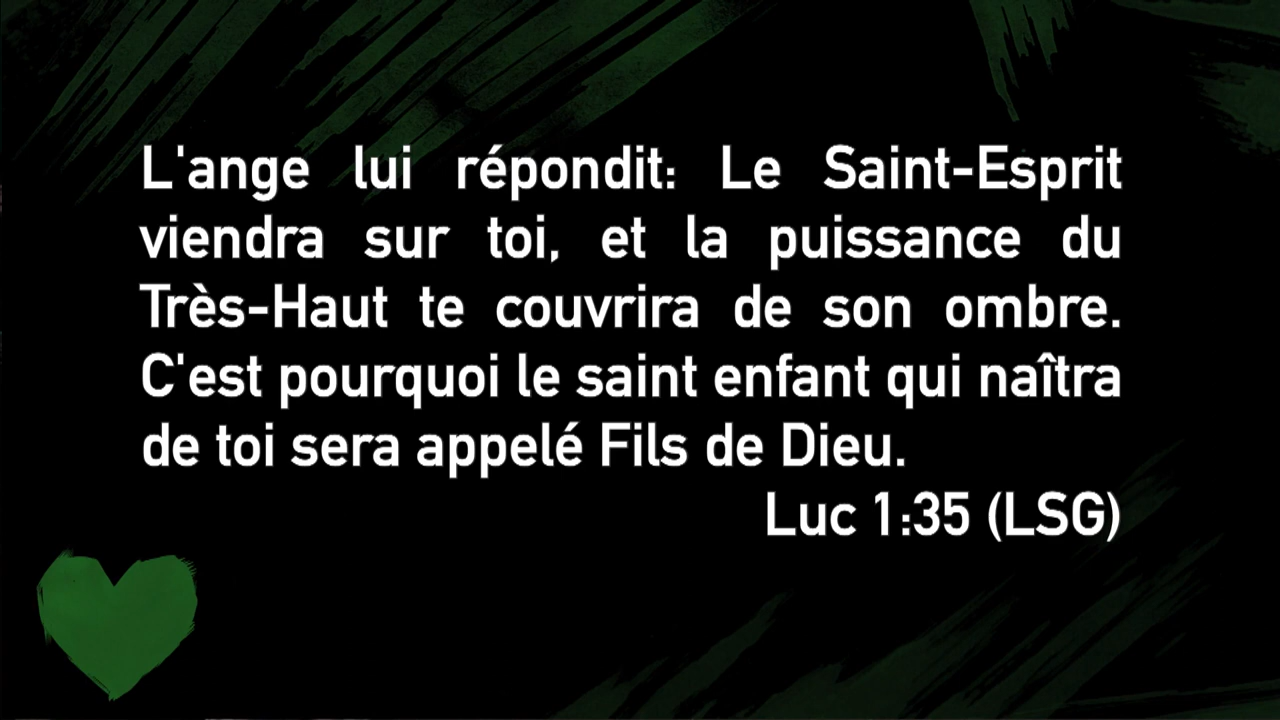 L'ange lui répondit: Le Saint-Esprit
viendra sur toi, et la puissance du
Très-Haut te couvrira de son ombre.
C'est pourquoi le saint enfant qui naîtra
de toi sera appelé Fils de Dieu.
Luc 1:35 (LSG)